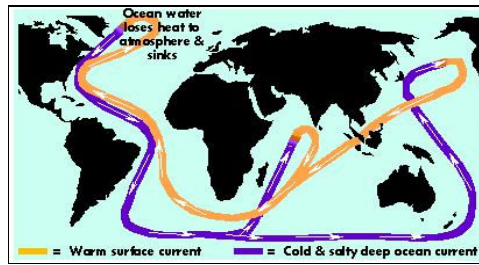 Ocean water
loses heat to
atmosphere &
sinks
= Warm surface current
= Cold & salty deep ocean current